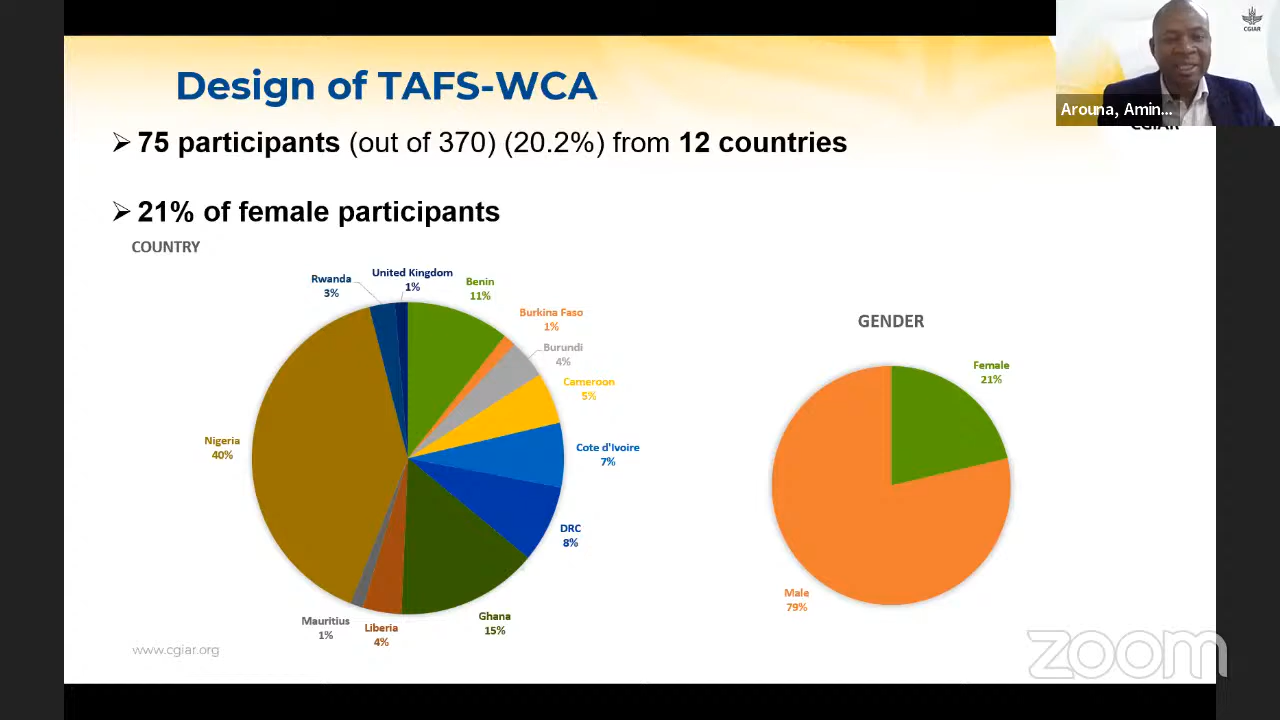 Design of TAFS-WCA
75 participants (out of 370) (20.2%) from 12 countries
21% of female participants
COUNTRY
Rwanda
3%
United Kingdom
1%
Benin
11%
Burkina Faso
1%
Burundi
4%
Cameroon
5%
Cote d'Ivoire
7%
DRC
8%
Ghana
15%
Liberia
4%
Mauritius
1%
Nigeria
40%
GENDER
Female
21%
Male
79%
www.cgiar.org
CGIAR
Arouna, Amin...
CGIAR
zoom